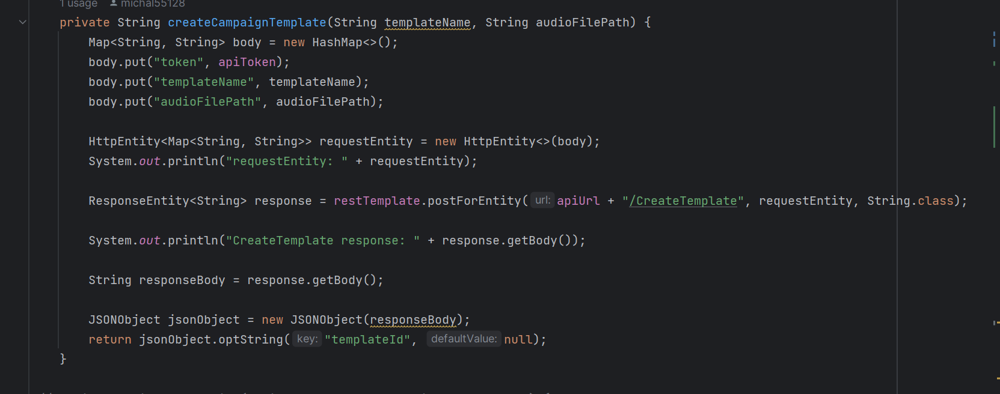 1 usage michal55128
private String createCampaignTemplate(String templateName, String audioFilePath) {
Map<String, String> body = new HashMap<>();
body.put("token", apiToken);
body.put("templateName", templateName);
body.put("audioFilePath", audioFilePath);
HttpEntity<Map<String, String>> requestEntity = new HttpEntity<>(body);
System.out.println("requestEntity: " + requestEntity);
ResponseEntity<String> response = restTemplate.postForEntity( url: apiUrl + "/CreateTemplate", requestEntity, String.class);
System.out.println("CreateTemplate response: " + response.getBody());
String responseBody = response.getBody();
JSONObject jsonObject = new JSONObject(responseBody);
return jsonObject.optString( key: "templateId", defaultValue: null);
}